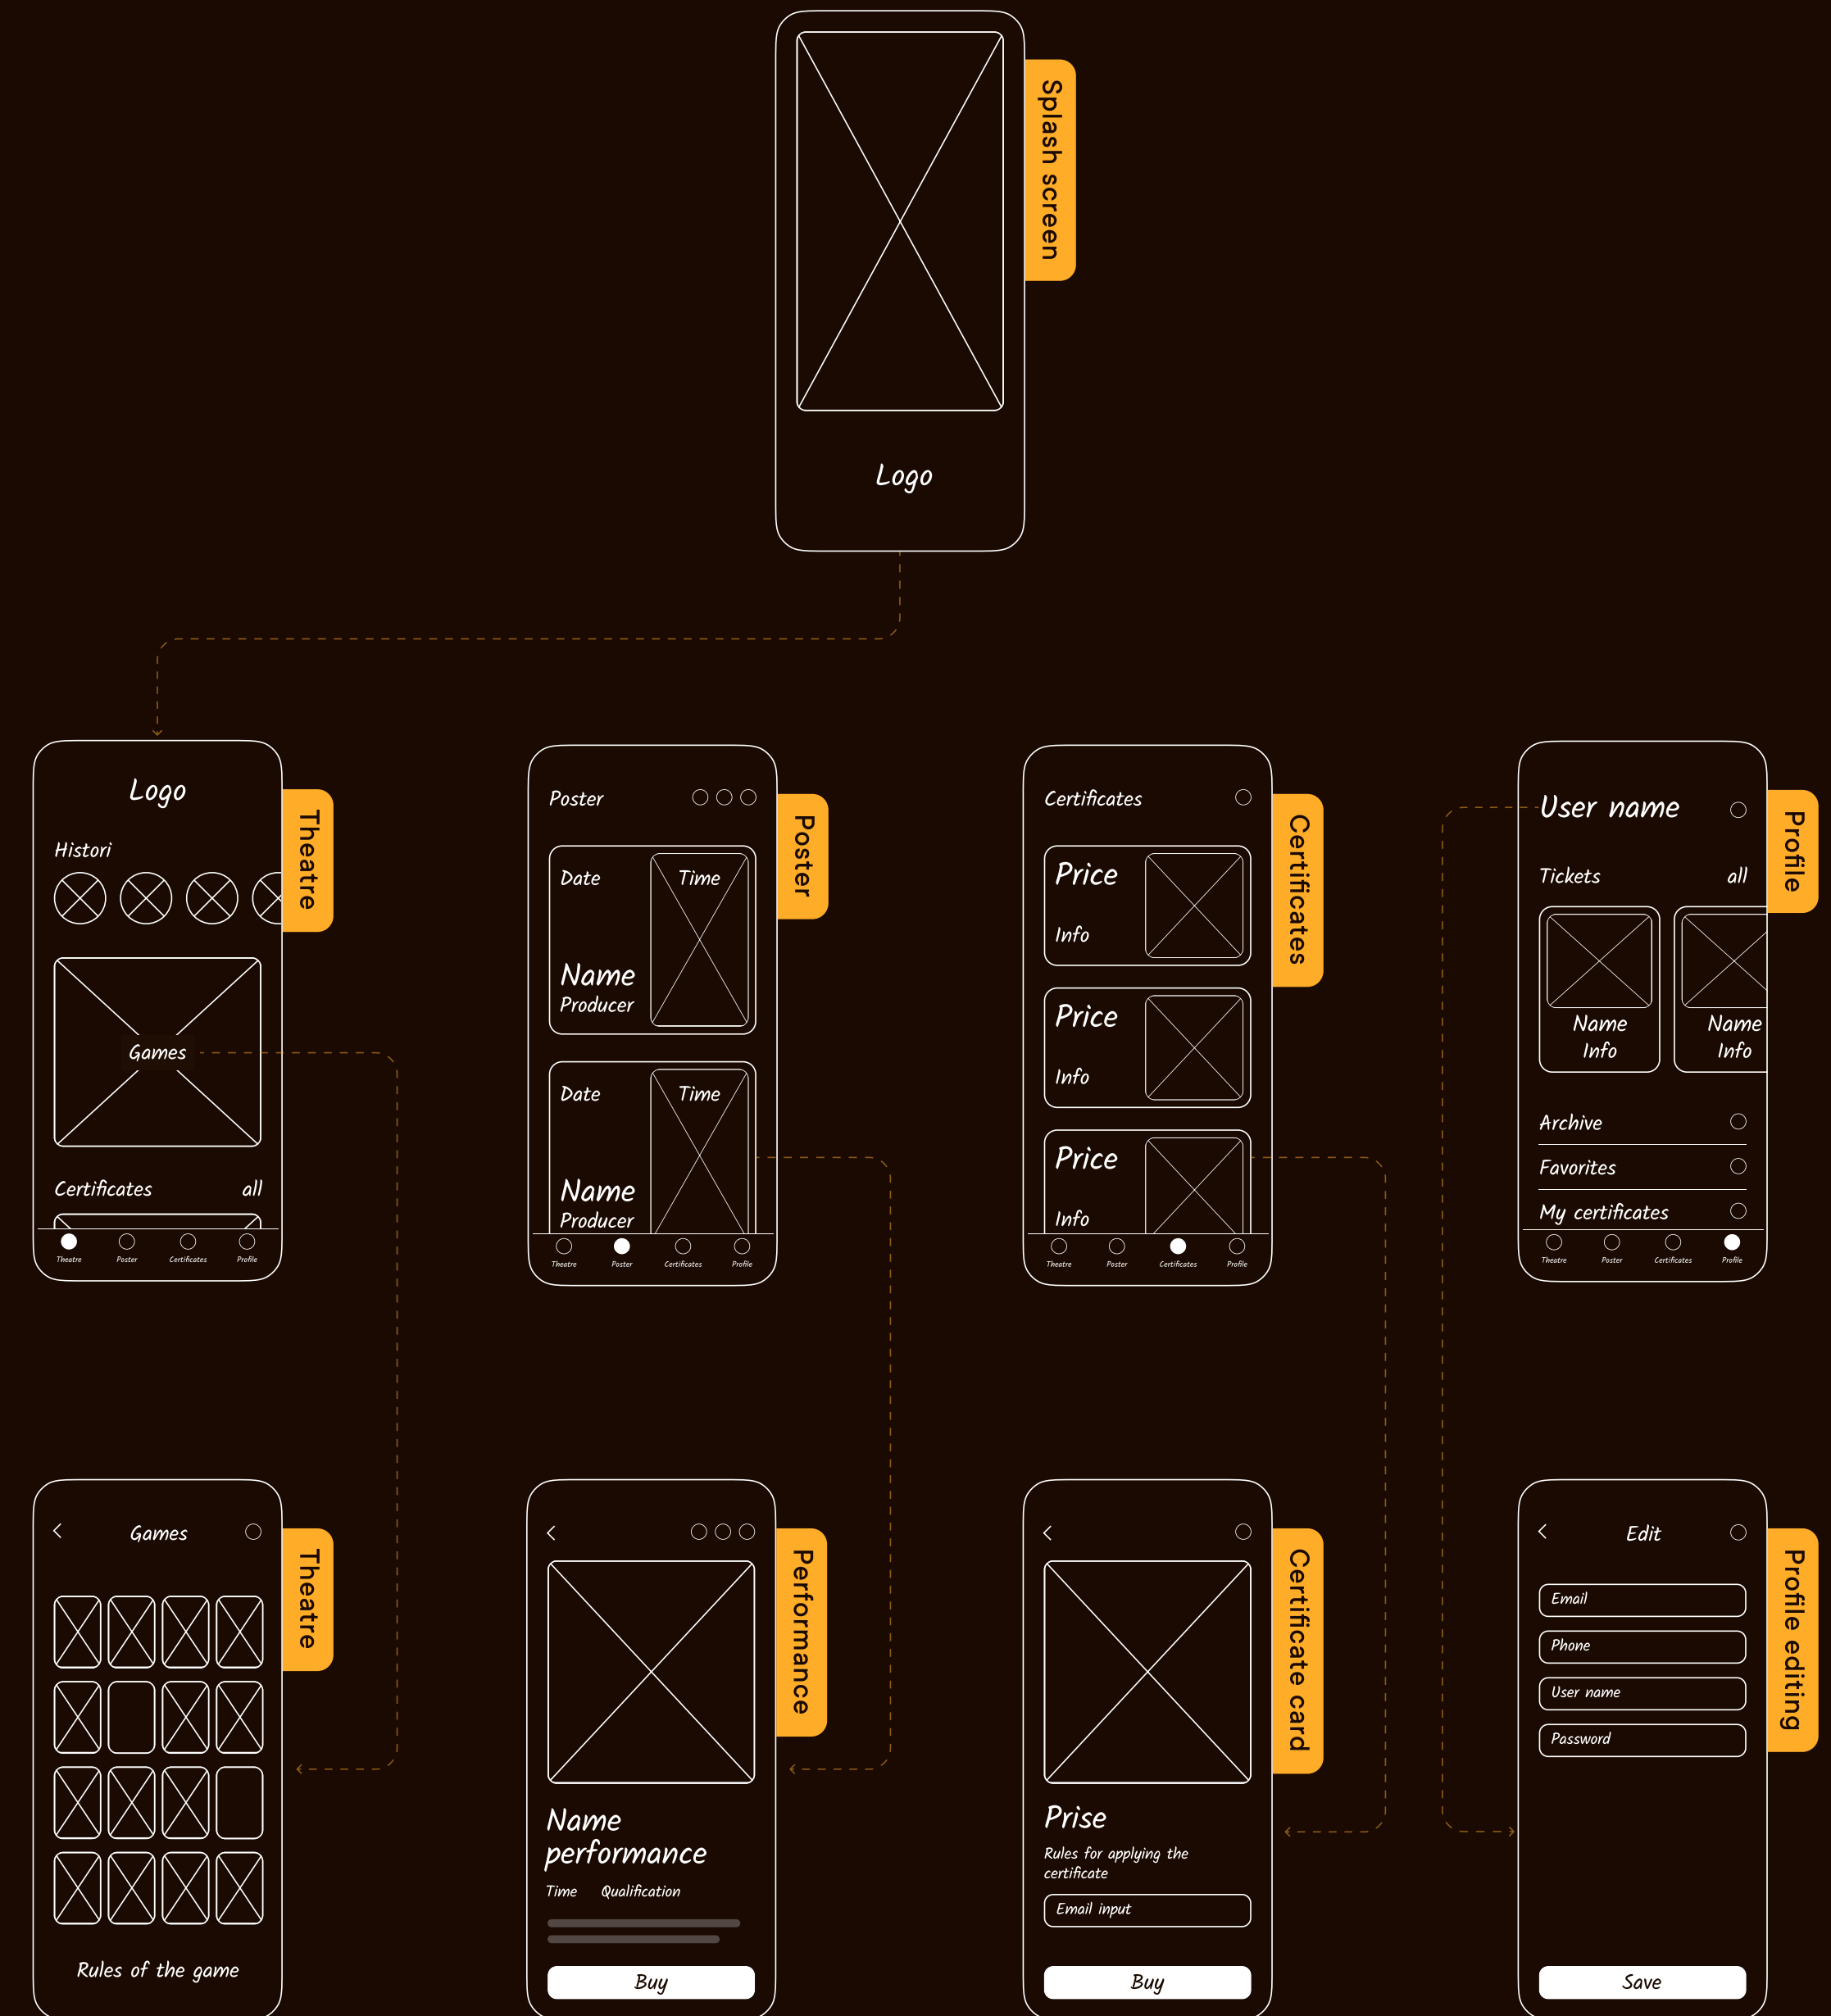 Splash screen
Logo
Logo
Histori
Games
Certificates all
Theatre Poster Certificates Profile
Theatre
Poster
Date Time
Name
Producer
Date Time
Name
Producer
Theatre Poster Certificates Profile
Poster
Certificates
Price
Info
Price
Info
Price
Info
Theatre Poster Certificates Profile
Certificates
User name
Tickets all
Name Name
Info Info
Archive
Favorites
My certificates
Theatre Poster Certificates Profile
Profile
Games
Rules of the game
Theatre
Name
performance
Time Qualification
Buy
Performance
Prise
Rules for applying the
certificate
Email input
Buy
Certificate card
Edit
Email
Phone
User name
Password
Save
Profile editing